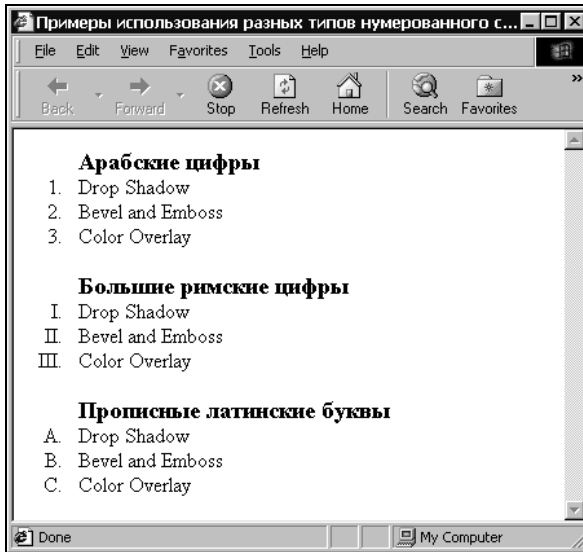 Примеры использования разных типов нумерованного с...
File Edit View Favorites Tools Help
Back Forward Stop Refresh Home Search Favorites »
Арабские цифры
1. Drop Shadow
2. Bevel and Emboss
3. Color Overlay
Большие римские цифры
I. Drop Shadow
II. Bevel and Emboss
III. Color Overlay
Прописные латинские буквы
A. Drop Shadow
B. Bevel and Emboss
C. Color Overlay
Done My Computer